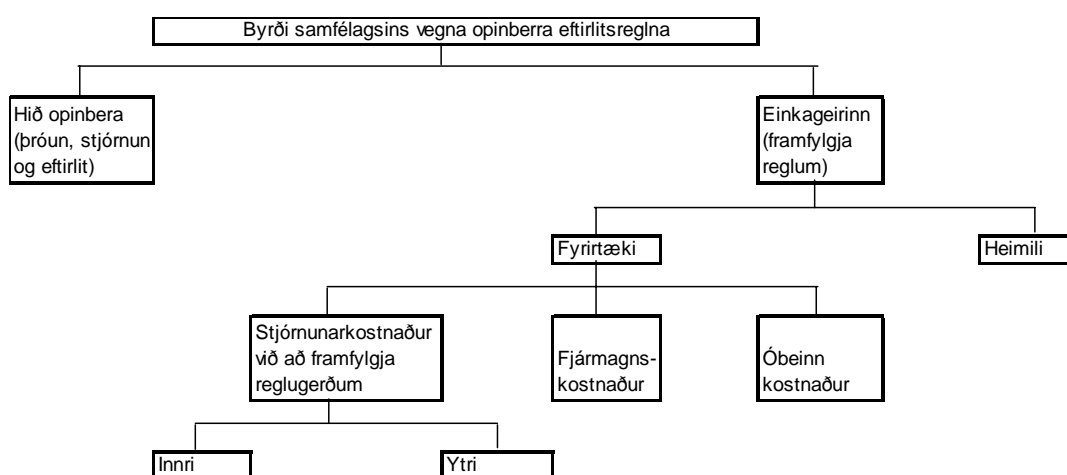 Byrði samfélagsins vegna opinberra eftirlitsreglna
Hið opinbera
(þróun, stjórnun
og eftirlit)
Einkageirinn
(framfylgja
reglum)
Fyrirtæki
Heimili
Stjórnunarkostnaður
við að framfylgja
reglugerðum
Fjármagns-
kostnaður
Óbeinn
kostnaður
Innri
Ytri